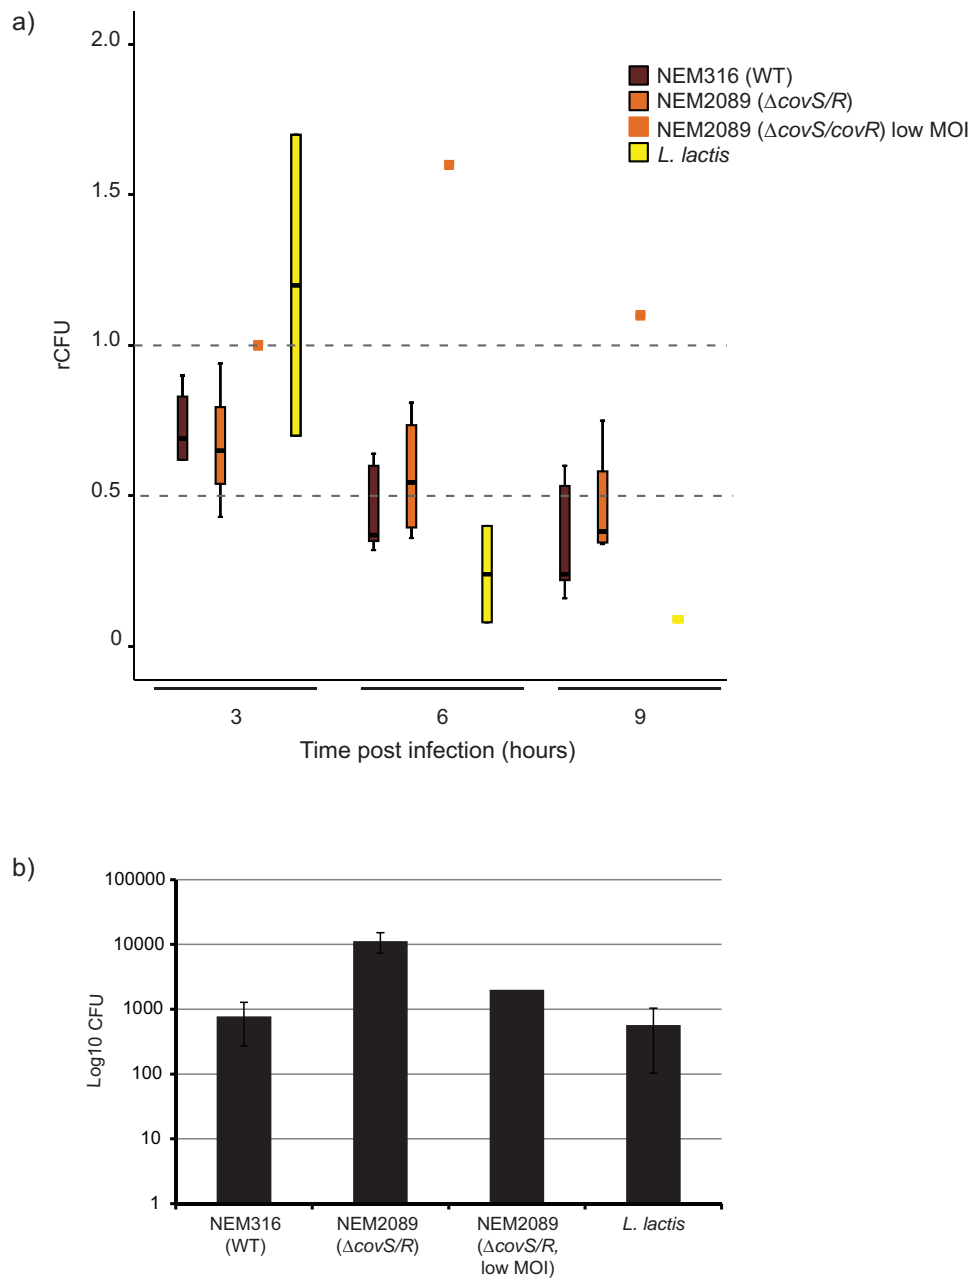 a)
2.0
1.5
1.0
0.5
0
rCFU
NEM316 (WT)
NEM2089 (ΔcovS/R)
NEM2089 (ΔcovS/covR) low MOI
L. lactis
3
6
9
Time post infection (hours)
b)
100000
10000
1000
100
10
1
Log10 CFU
NEM316
(WT)
NEM2089
(ΔcovS/R)
NEM2089
(ΔcovS/R,
low MOI)
L. lactis